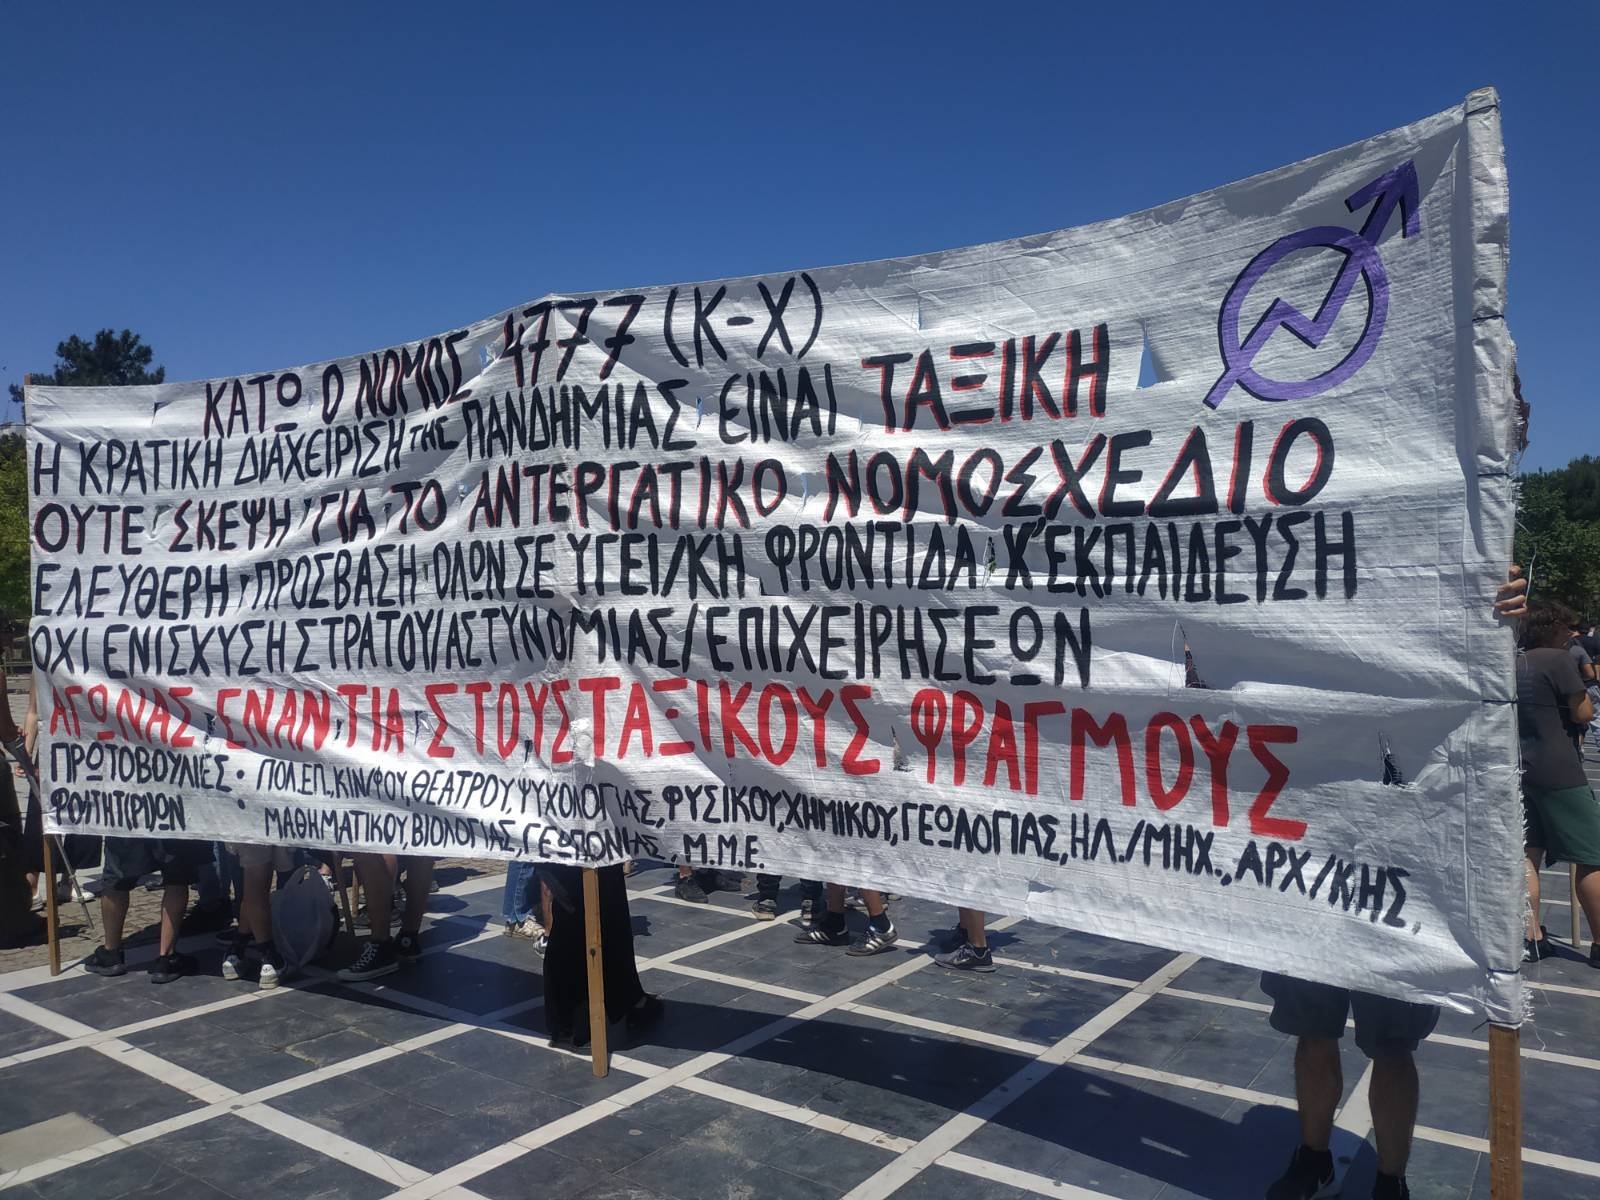 ΚΑΤΩ Ο ΝΟΜΟΣ 4777 (Κ-Χ)
Η ΚΡΑΤΙΚΗ ΔΙΑΧΕΙΡΙΣΗ ΤΗΣ ΠΑΝΔΗΜΙΑΣ ΕΙΝΑΙ ΤΑΞΙΚΗ
ΟΥΤΕ ΣΚΕΨΗ ΓΙΑ ΤΟ ΑΝΤΕΡΓΑΤΙΚΟ ΝΟΜΟΣΧΕΔΙΟ
ΕΛΕΥΘΕΡΗ ΠΡΟΣΒΑΣΗ ΟΛΩΝ ΣΕ ΥΓΕΙ/ΚΗ ΦΡΟΝΤΙΔΑ Κ' ΕΚΠΑΙΔΕΥΣΗ
ΟΧΙ ΕΝΙΣΧΥΣΗ ΣΤΡΑΤΟΥ/ΑΣΤΥΝΟΜΙΑΣ/ΕΠΙΧΕΙΡΗΣΕΩΝ
ΑΓΩΝΑΣ ΕΝΑΝΤΙΑ ΣΤΟΥΣ ΤΑΞΙΚΟΥΣ ΦΡΑΓΜΟΥΣ
ΠΡΩΤΟΒΟΥΛΙΕΣ • ΠΟΛ.ΕΠ., ΚΙΝ/ΦΟΥ, ΘΕΑΤΡΟΥ, ΨΥΧΟΛΟΓΙΑΣ, ΦΥΣΙΚΟΥ, ΧΗΜΙΚΟΥ, ΓΕΩΛΟΓΙΑΣ, ΗΛ./ΜΗΧ., ΑΡΧ/ΚΗΣ,
ΦΟΙΤΗΤ(ΡΙ)ΩΝ • ΜΑΘΗΜΑΤΙΚΟΥ, ΒΙΟΛΟΓΙΑΣ, ΓΕΩΠΟΝΙΑΣ, Μ.Μ.Ε.